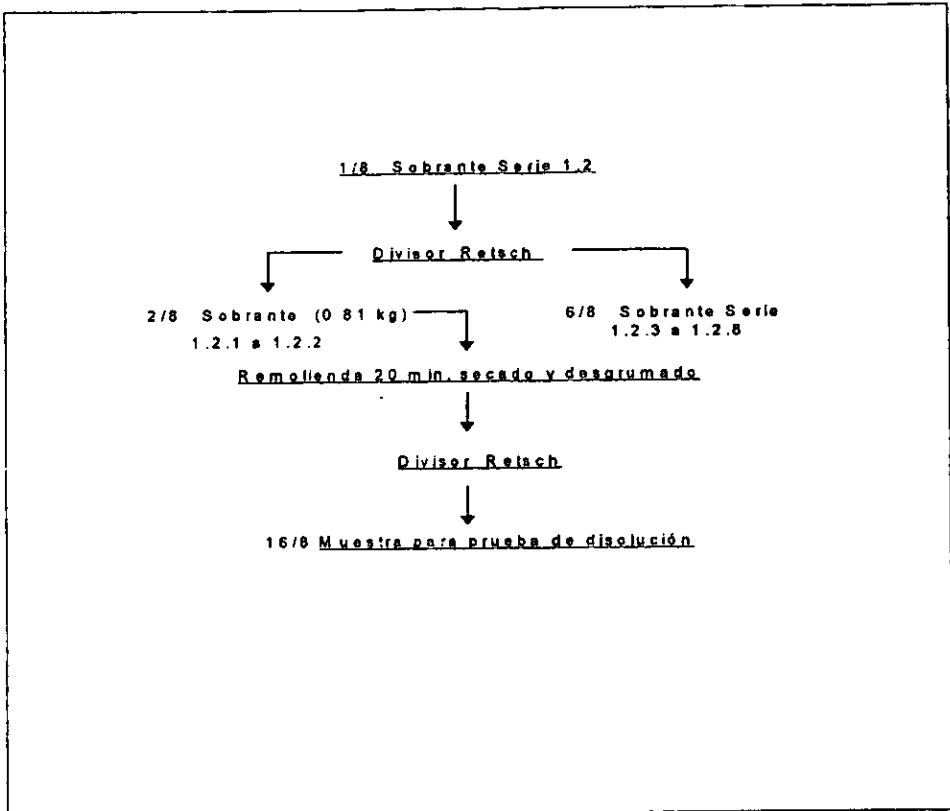 1/8 Sobrante Serie 1.2
Divisor Retsch
2/8 Sobrante (0 81 kg)
1.2.1 a 1.2.2
6/8 Sobrante Serie
1.2.3 a 1.2.8
Remolienda 20 min. secado y desgrumado
Divisor Retsch
16/8 Muestra para prueba de disolución